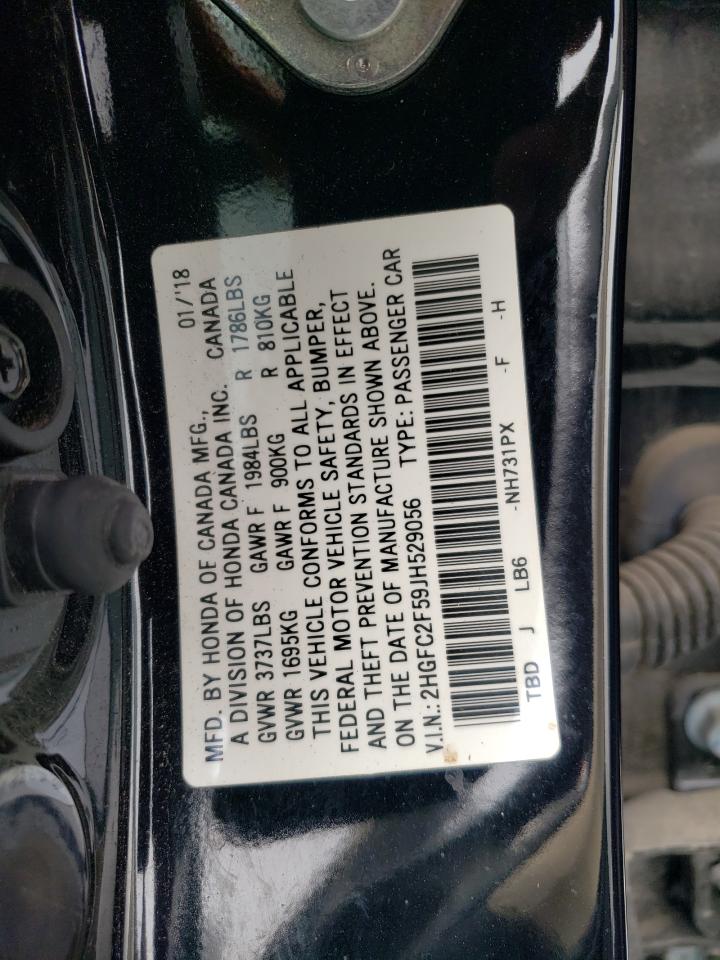 MFD. BY HONDA OF CANADA MFG., 01/'18
A DIVISION OF HONDA CANADA INC. CANADA
GVWR 3737LBS GAWR F 1984LBS R 1786LBS
GVWR 1695KG GAWR F 900KG R 810KG
THIS VEHICLE CONFORMS TO ALL APPLICABLE
FEDERAL MOTOR VEHICLE SAFETY, BUMPER,
AND THEFT PREVENTION STANDARDS IN EFFECT
ON THE DATE OF MANUFACTURE SHOWN ABOVE.
V.I.N.: 2HGFC2F59JH529056 TYPE: PASSENGER CAR
TBD J LB6 -NH731PX -F -H